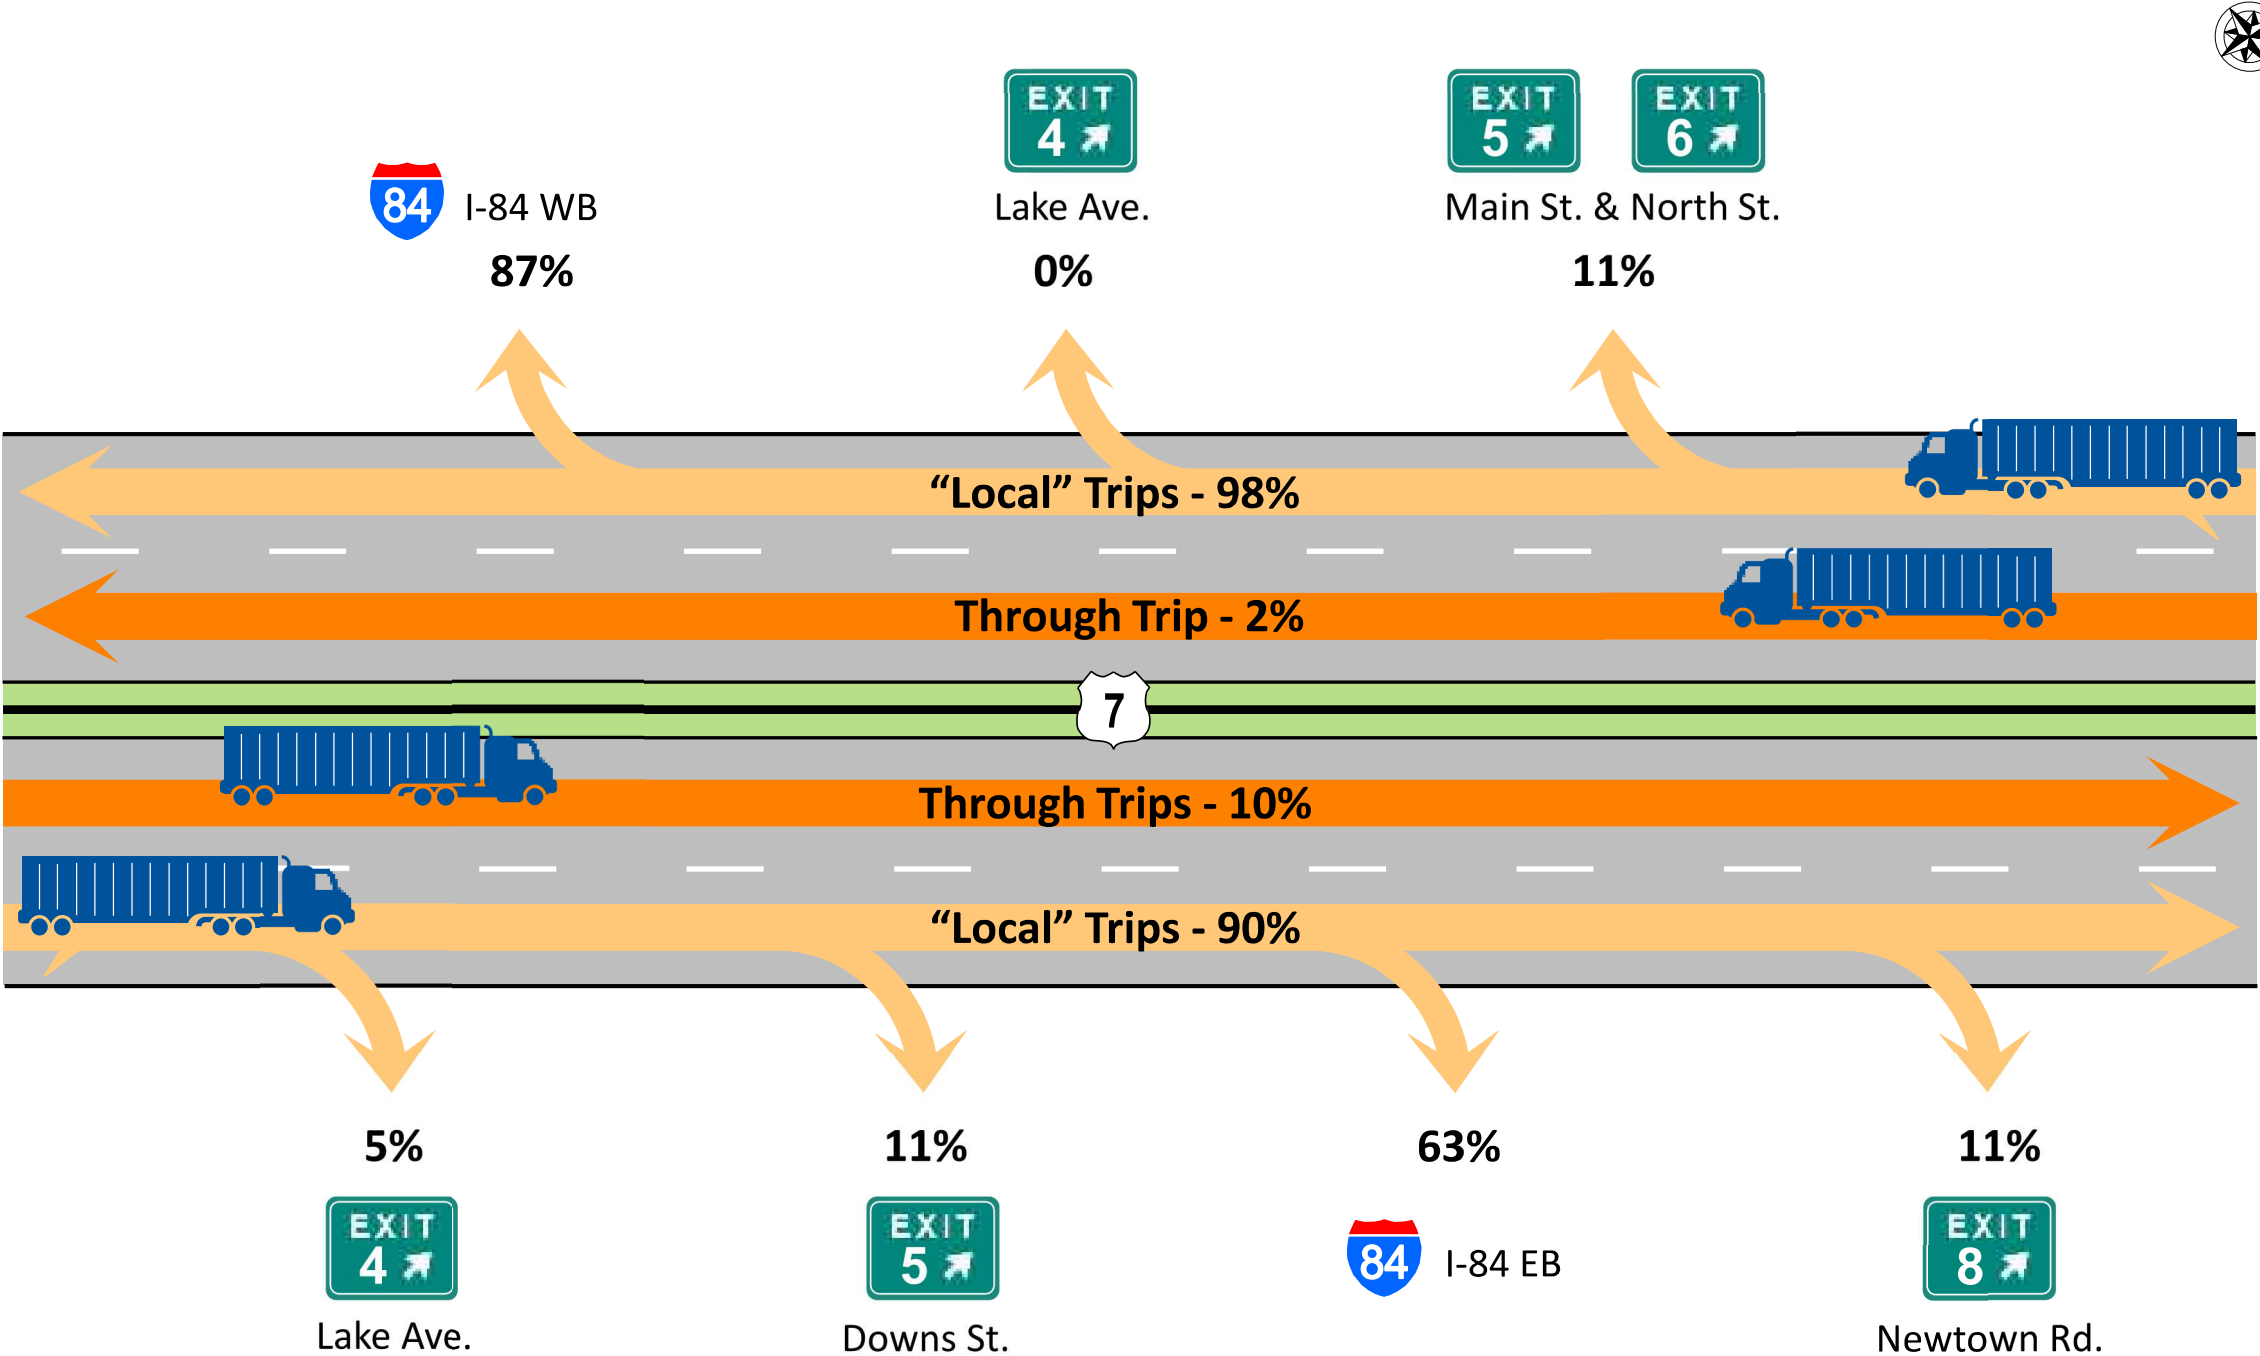 EXIT
4
EXIT
5
EXIT
6
84
I-84 WB
Lake Ave.
Main St. & North St.
87%
0%
11%
“Local” Trips - 98%
Through Trip - 2%
7
Through Trips - 10%
“Local” Trips - 90%
5%
11%
63%
11%
EXIT
4
EXIT
5
84
I-84 EB
EXIT
8
Lake Ave.
Downs St.
Newtown Rd.